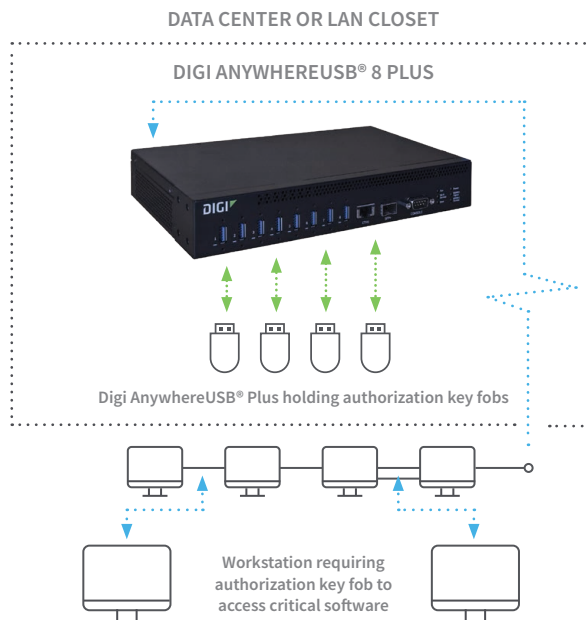 DATA CENTER OR LAN CLOSET
DIGI ANYWHEREUSB® 8 PLUS
DIGI
Digi AnywhereUSB® Plus holding authorization key fobs
Workstation requiring
authorization key fob to
access critical software